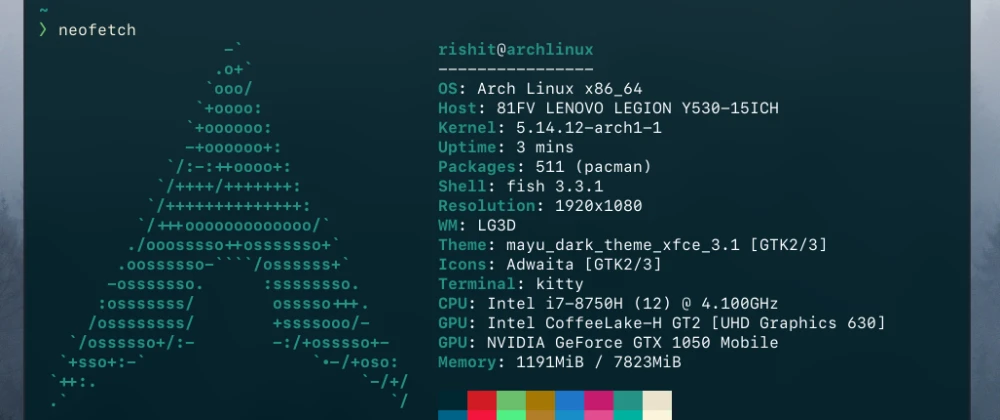 ~
❯ neofetch
rishit@archlinux
----------------
OS: Arch Linux x86_64
Host: 81FV LENOVO LEGION Y530-15ICH
Kernel: 5.14.12-arch1-1
Uptime: 3 mins
Packages: 511 (pacman)
Shell: fish 3.3.1
Resolution: 1920x1080
WM: LG3D
Theme: mayu_dark_theme_xfce_3.1 [GTK2/3]
Icons: Adwaita [GTK2/3]
Terminal: kitty
CPU: Intel i7-8750H (12) @ 4.100GHz
GPU: Intel CoffeeLake-H GT2 [UHD Graphics 630]
GPU: NVIDIA GeForce GTX 1050 Mobile
Memory: 1191MiB / 7823MiB